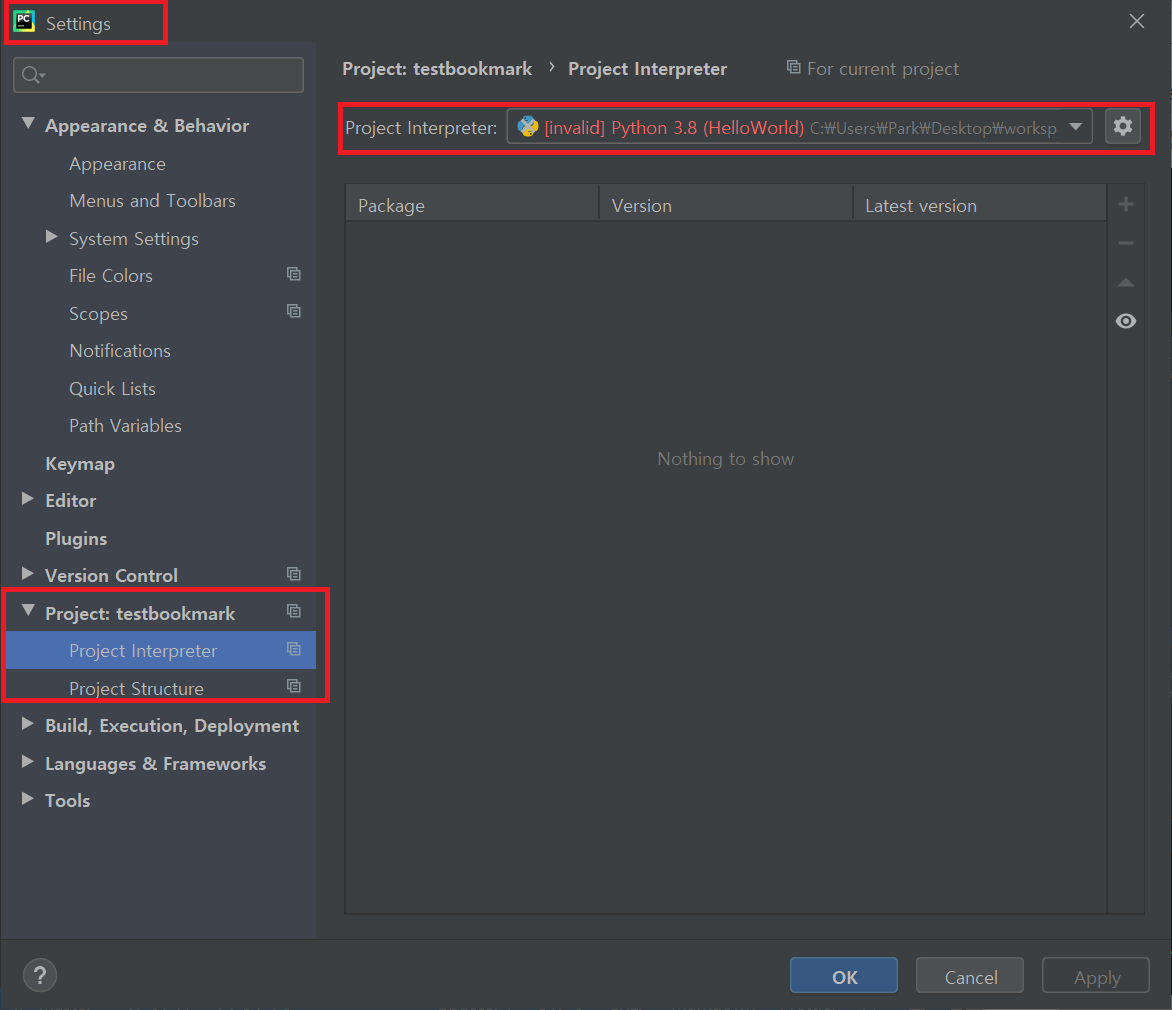 PC Settings
Appearance & Behavior
Appearance
Menus and Toolbars
System Settings
File Colors
Scopes
Notifications
Quick Lists
Path Variables
Keymap
Editor
Plugins
Version Control
Project: testbookmark
Project Interpreter
Project Structure
Build, Execution, Deployment
Languages & Frameworks
Tools
Project: testbookmark › Project Interpreter For current project
Project Interpreter: [invalid] Python 3.8 (HelloWorld) C:₩Users₩Park₩Desktop₩worksp
Package Version Latest version
Nothing to show
? OK Cancel Apply